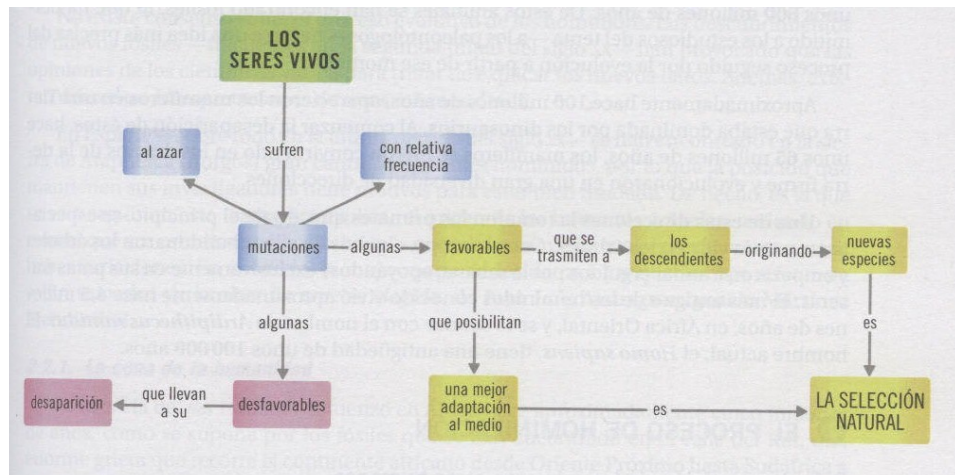 LOS
SERES VIVOS
al azar
sufren
con relativa
frecuencia
mutaciones
algunas
favorables
que se
trasmiten a
los
descendientes
originando
nuevas
especies
algunas
que posibilitan
es
desaparición
que llevan
a su
desfavorables
una mejor
adaptación
al medio
es
LA SELECCIÓN
NATURAL